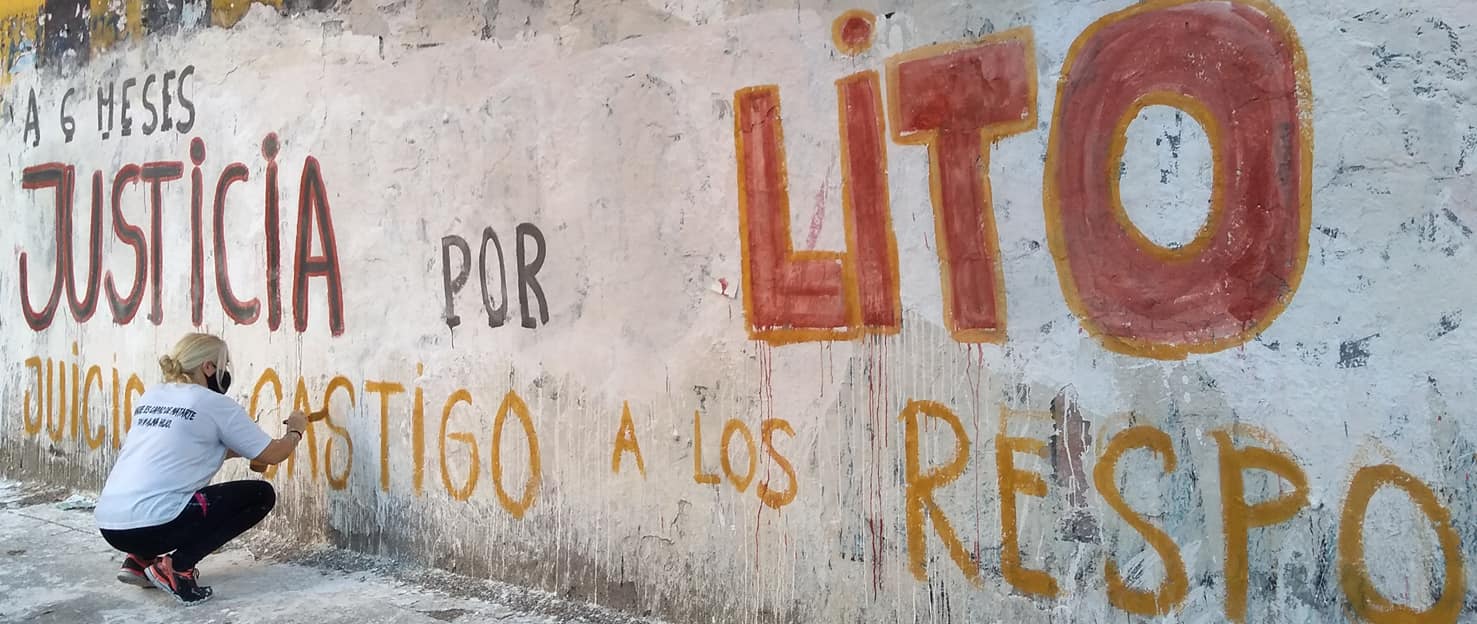 A 6 MESES
JUSTiCiA POR LiTO
JUiCiO CASTiGO A LOS RESPO